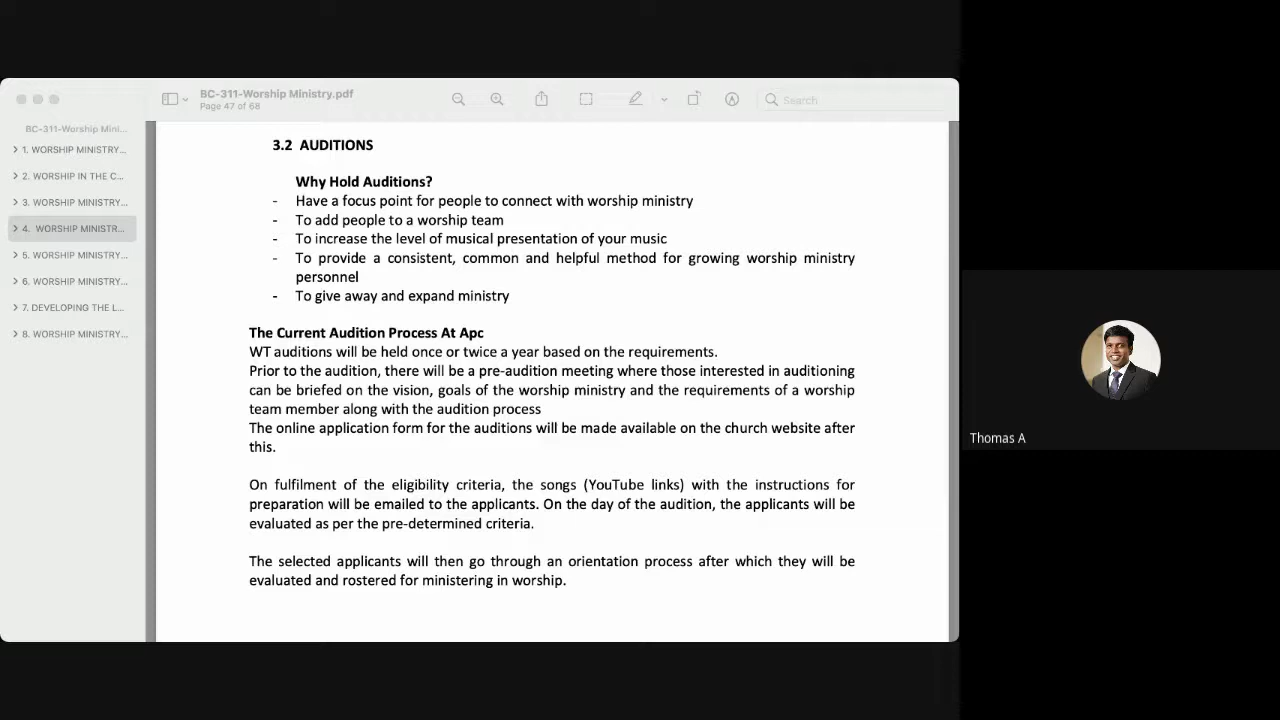 BC-311-Worship Ministry.pdf
Page 47 of 68
Search
BC-311-Worship Mini...
1. WORSHIP MINISTRY...
2. WORSHIP IN THE C...
3. WORSHIP MINISTRY...
4. WORSHIP MINISTR...
5. WORSHIP MINISTRY...
6. WORSHIP MINISTRY...
7. DEVELOPING THE L...
8. WORSHIP MINISTRY...
3.2 AUDITIONS
Why Hold Auditions?
- Have a focus point for people to connect with worship ministry
- To add people to a worship team
- To increase the level of musical presentation of your music
- To provide a consistent, common and helpful method for growing worship ministry
personnel
- To give away and expand ministry
The Current Audition Process At Apc
WT auditions will be held once or twice a year based on the requirements.
Prior to the audition, there will be a pre-audition meeting where those interested in auditioning
can be briefed on the vision, goals of the worship ministry and the requirements of a worship
team member along with the audition process
The online application form for the auditions will be made available on the church website after
this.
On fulfilment of the eligibility criteria, the songs (YouTube links) with the instructions for
preparation will be emailed to the applicants. On the day of the audition, the applicants will be
evaluated as per the pre-determined criteria.
The selected applicants will then go through an orientation process after which they will be
evaluated and rostered for ministering in worship.
Thomas A